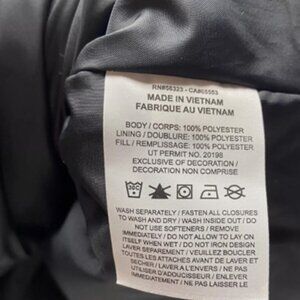 RN#56323 - CA#05553
MADE IN VIETNAM
FABRIQUE AU VIETNAM
BODY / CORPS: 100% POLYESTER
LINING / DOUBLURE: 100% POLYESTER
FILL / REMPLISSAGE: 100% POLYESTER
UT PERMIT NO. 20198
EXCLUSIVE OF DECORATION /
DECORATION NON COMPRISE
30C
WASH SEPARATELY / FASTEN ALL CLOSURES
TO WASH AND DRY / WASH INSIDE OUT / DO
NOT USE SOFTENERS / REMOVE
IMMEDIATELY / DO NOT ALLOW TO LAY ON
ITSELF WHEN WET / DO NOT IRON DESIGN
LAVER SEPAREMENT / VEUILLEZ FERMER
TOUTES LES ATTACHES AVANT DE LAVER ET
D'UTILISER / LAVER A L'ENVERS / NE PAS
UTILISER D'ADOUCISSEUR / ENLEVER
IMMEDIATEMENT / NE PAS LAISSER